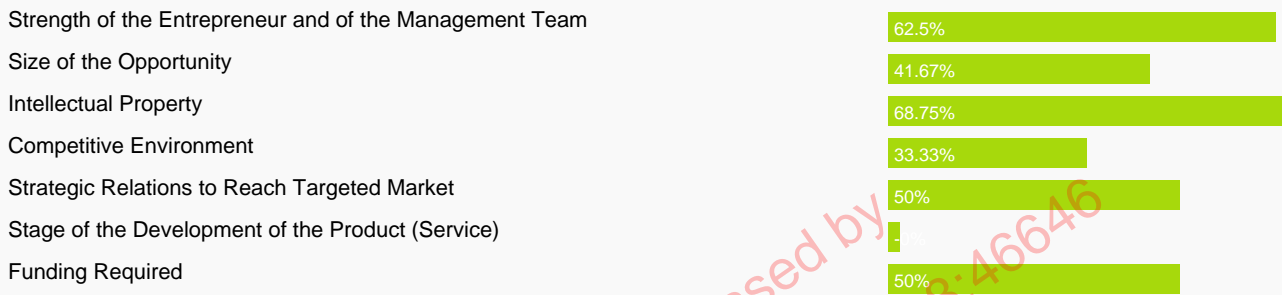 Strength of the Entrepreneur and of the Management Team
62.5%
Size of the Opportunity
41.67%
Intellectual Property
68.75%
Competitive Environment
33.33%
Strategic Relations to Reach Targeted Market
50%
Stage of the Development of the Product (Service)
Funding Required
50%